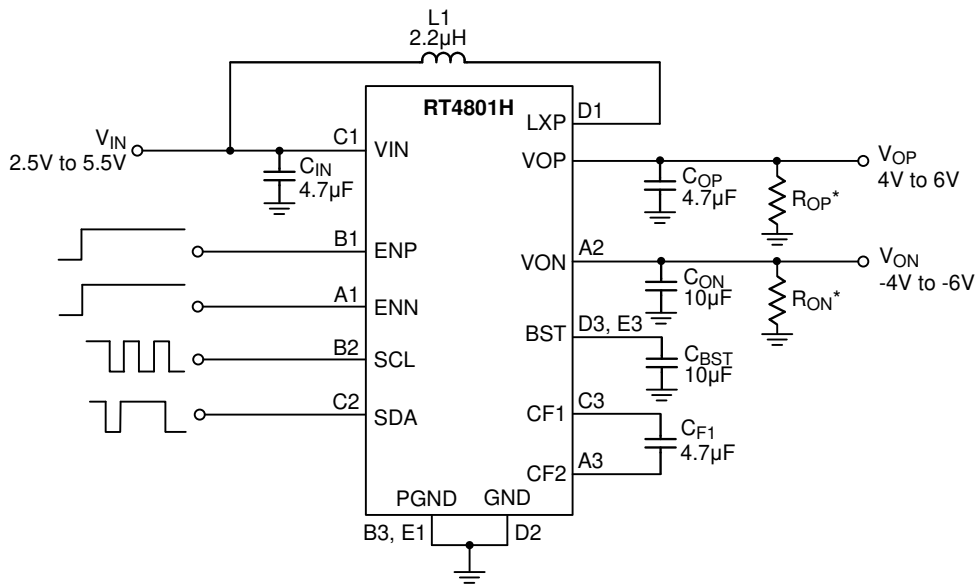 L1
2.2µH
RT4801H
D1
LXP
VIN
2.5V to 5.5V
C1
VIN
CIN
4.7µF
VOP
COP
4.7µF
ROP*
VOP
4V to 6V
B1
ENP
A2
VON
CON
10µF
RON*
VON
-4V to -6V
A1
ENN
D3, E3
BST
CBST
10µF
B2
SCL
C2
SDA
C3
CF1
CF1
4.7µF
A3
CF2
PGND
GND
B3, E1
D2